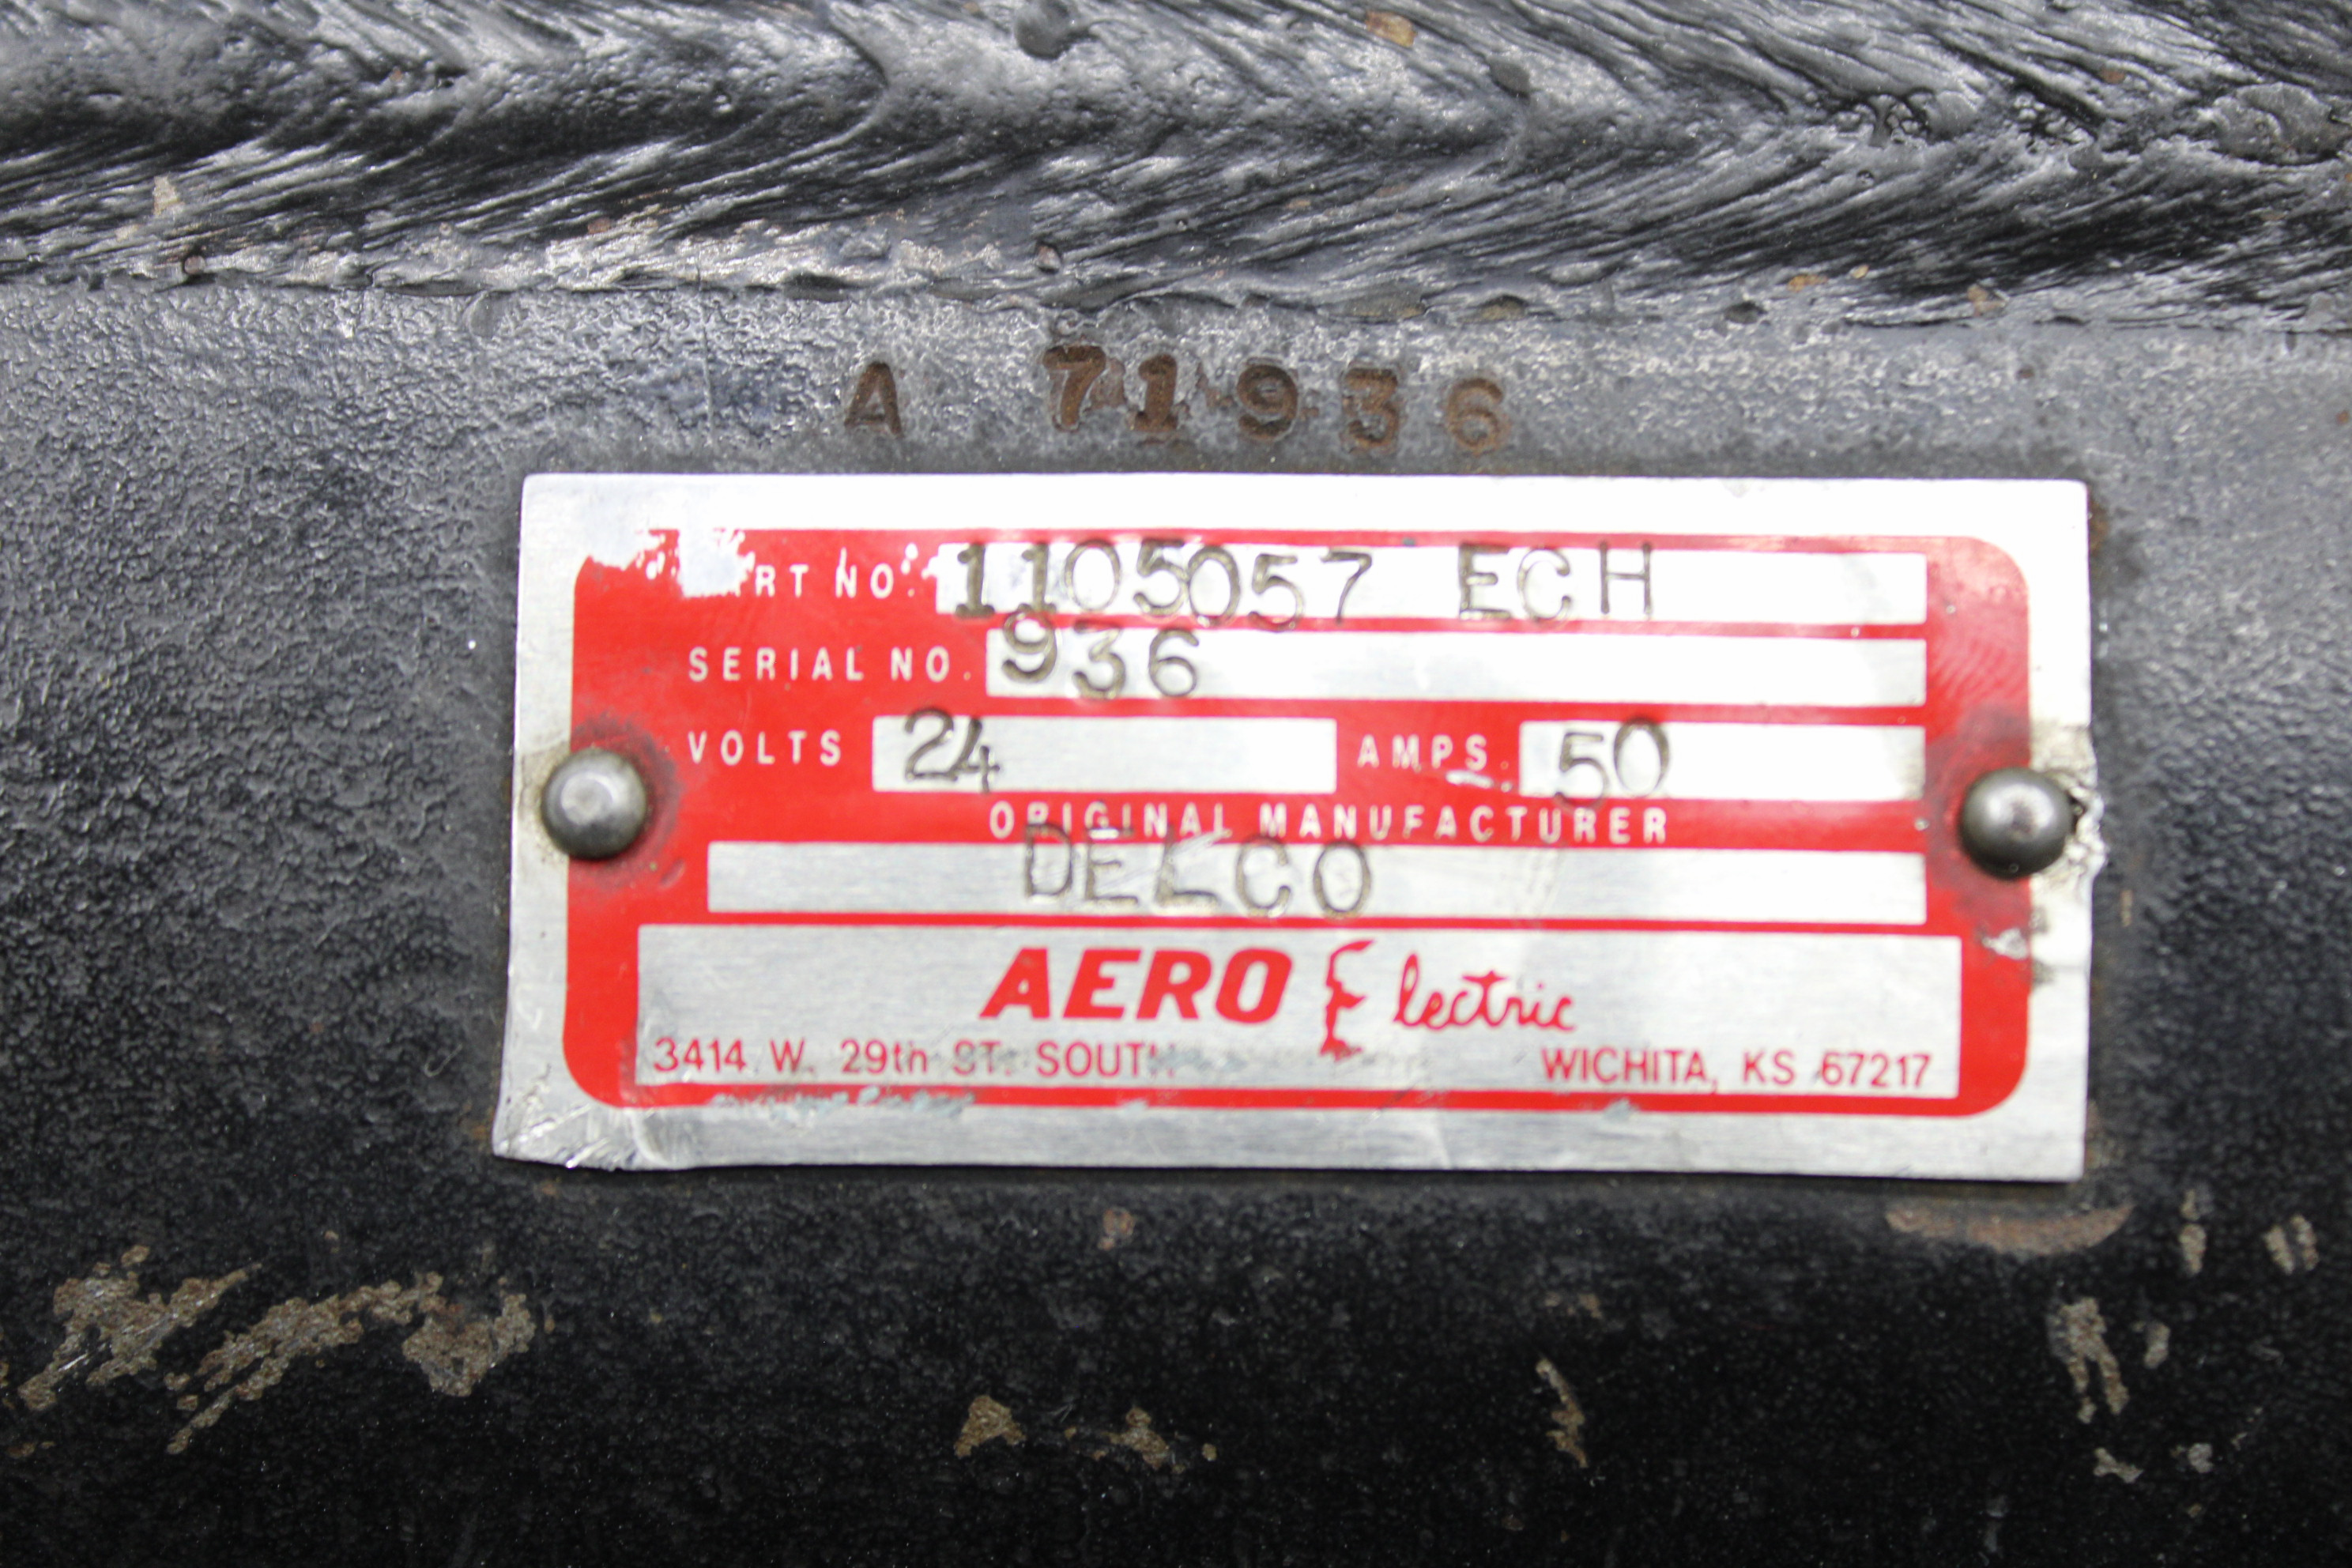 A 71936
RT NO. 1105057 ECH
SERIAL NO. 936
VOLTS 24 AMPS. 50
ORIGINAL MANUFACTURER
DELCO
AERO Electric
3414 W. 29th ST. SOUTH WICHITA, KS 67217